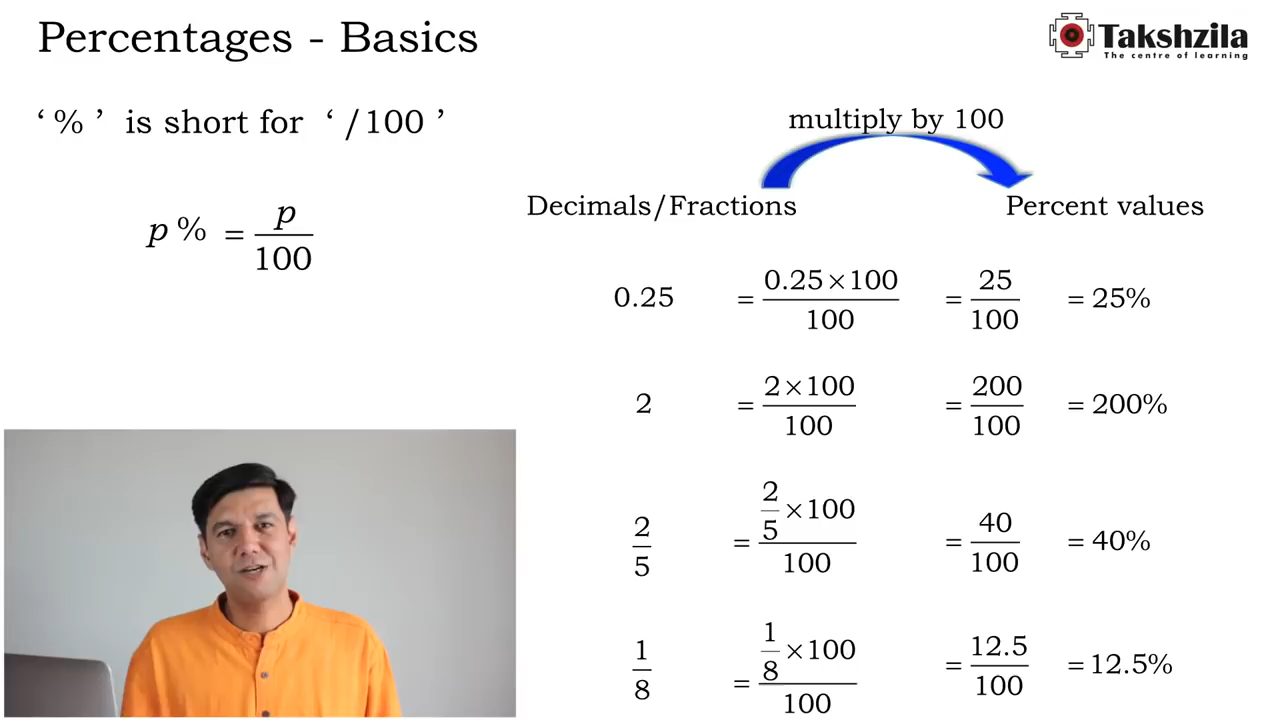 Percentages - Basics
Takshzila
The centre of learning
‘ % ’ is short for ‘ /100 ’
p % = p/100
multiply by 100
Decimals/Fractions Percent values
0.25 = 0.25×100/100 = 25/100 = 25%
2 = 2×100/100 = 200/100 = 200%
2/5 = 2/5×100/100 = 40/100 = 40%
1/8 = 1/8×100/100 = 12.5/100 = 12.5%